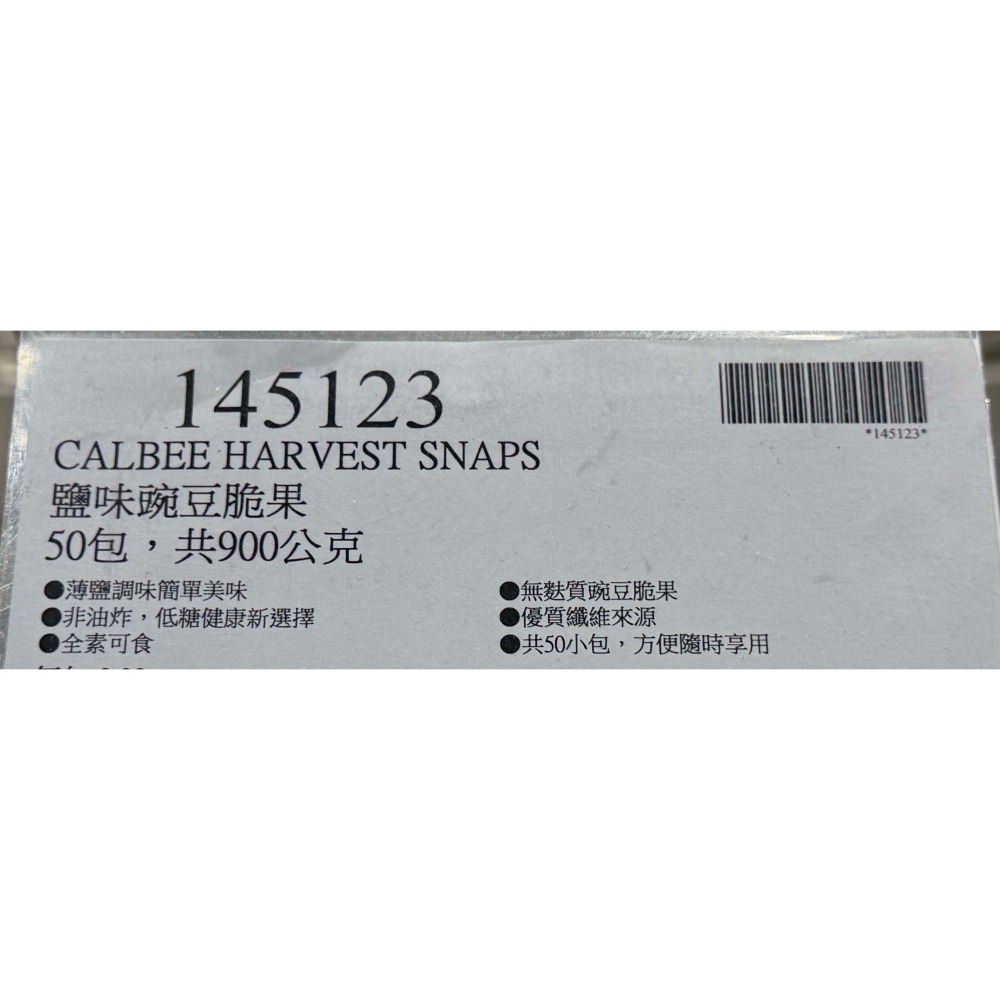 145123
*145123*
CALBEE HARVEST SNAPS
鹽味豌豆脆果
50包，共900公克
●薄鹽調味簡單美味
●非油炸，低糖健康新選擇
●全素可食
●無麩質豌豆脆果
●優質纖維來源
●共50小包，方便隨時享用